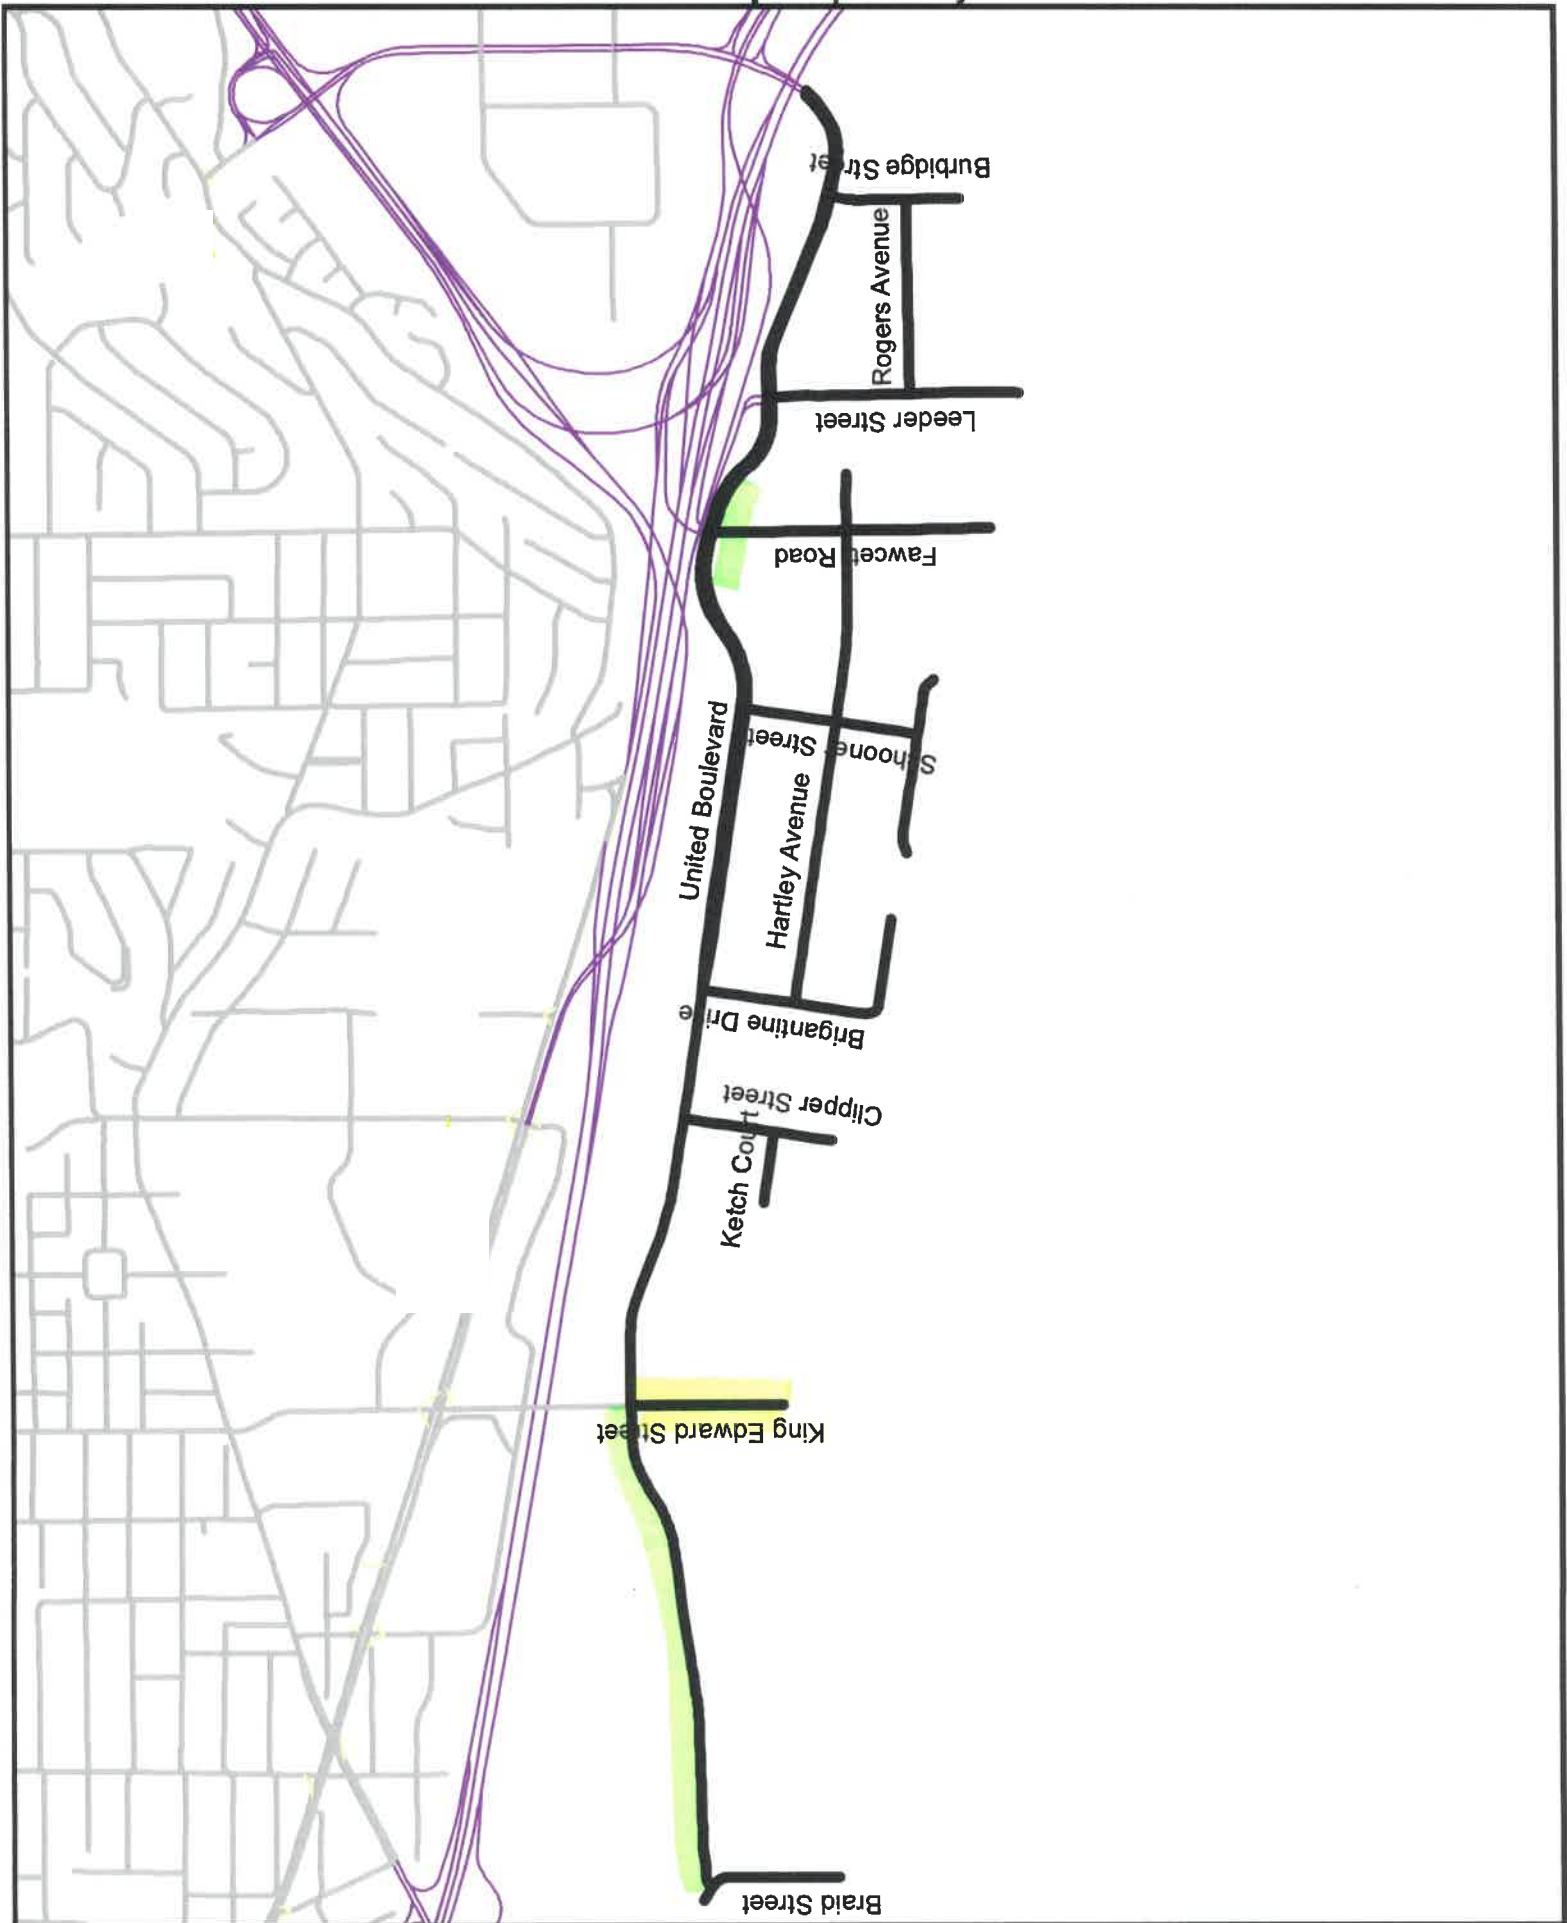 Burbidge Street
Rogers Avenue
Leeder Street
Fawcet Road
United Boulevard
Schooner Street
Hartley Avenue
Brigantine Drive
Clipper Street
Ketch Court
King Edward Street
Braid Street